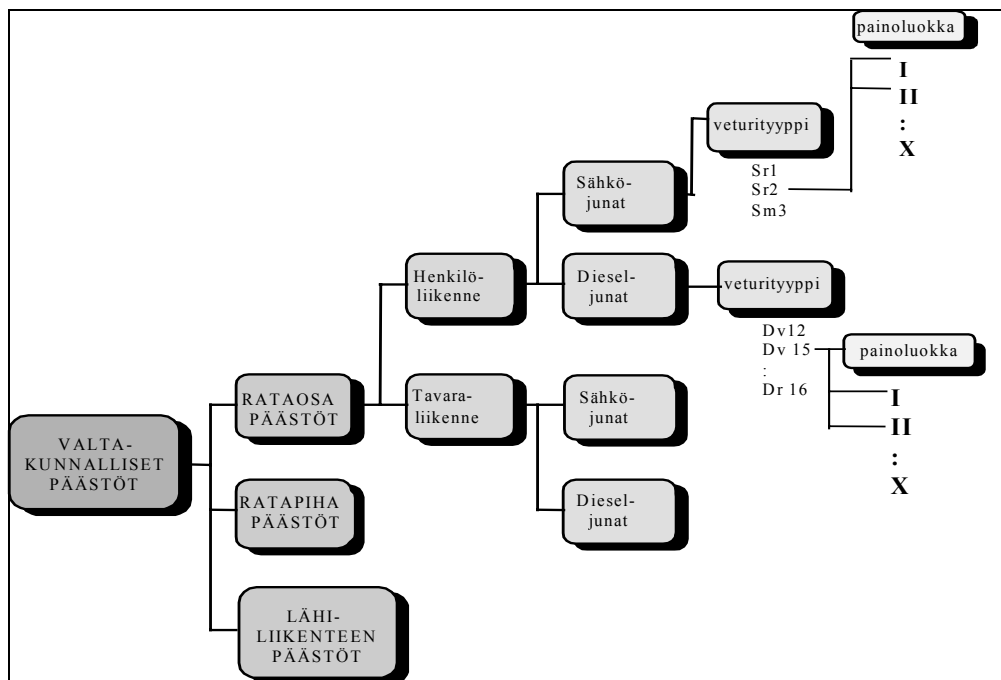 painoluokka
I
II
:
X
veturityyppi
Sr1
Sr2
Sm3
Sähkö-
junat
Henkilö-
liikenne
Diesel-
junat
veturityyppi
Dv12
Dv 15
:
Dr 16
painoluokka
I
II
:
X
VALTA-
KUNNALLISET
PÄÄSTÖT
RATAOSA
PÄÄSTÖT
Tavara-
liikenne
Sähkö-
junat
Diesel-
junat
RATAPIHA
PÄÄSTÖT
LÄHI-
LIIKENTEEN
PÄÄSTÖT